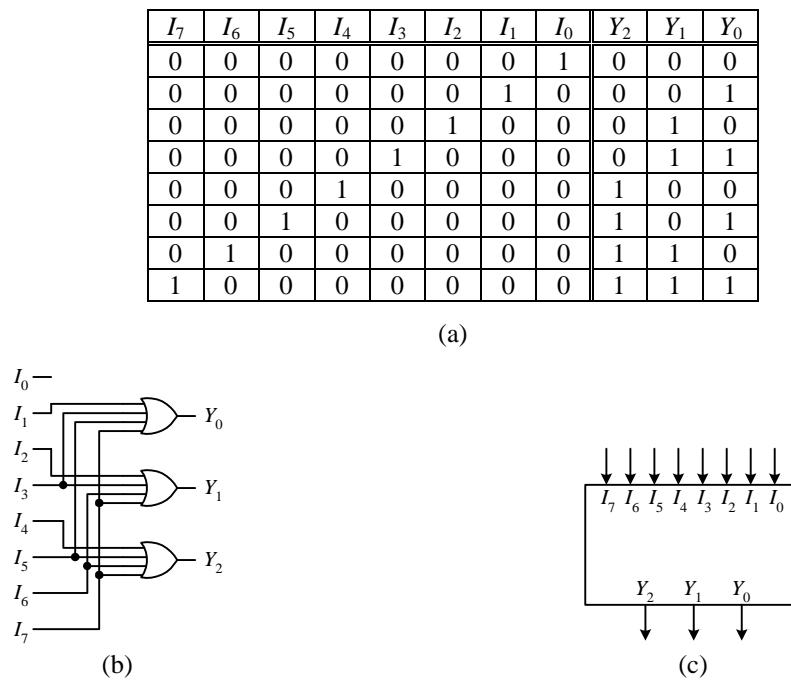 I7 I6 I5 I4 I3 I2 I1 I0 Y2 Y1 Y0
0 0 0 0 0 0 0 1 0 0 0
0 0 0 0 0 0 1 0 0 0 1
0 0 0 0 0 1 0 0 0 1 0
0 0 0 0 1 0 0 0 0 1 1
0 0 0 1 0 0 0 0 1 0 0
0 0 1 0 0 0 0 0 1 0 1
0 1 0 0 0 0 0 0 1 1 0
1 0 0 0 0 0 0 0 1 1 1
(a)
I0
I1
Y0
I2
I3
Y1
I4
I5
Y2
I6
I7
(b)
I7 I6 I5 I4 I3 I2 I1 I0
Y2 Y1 Y0
(c)